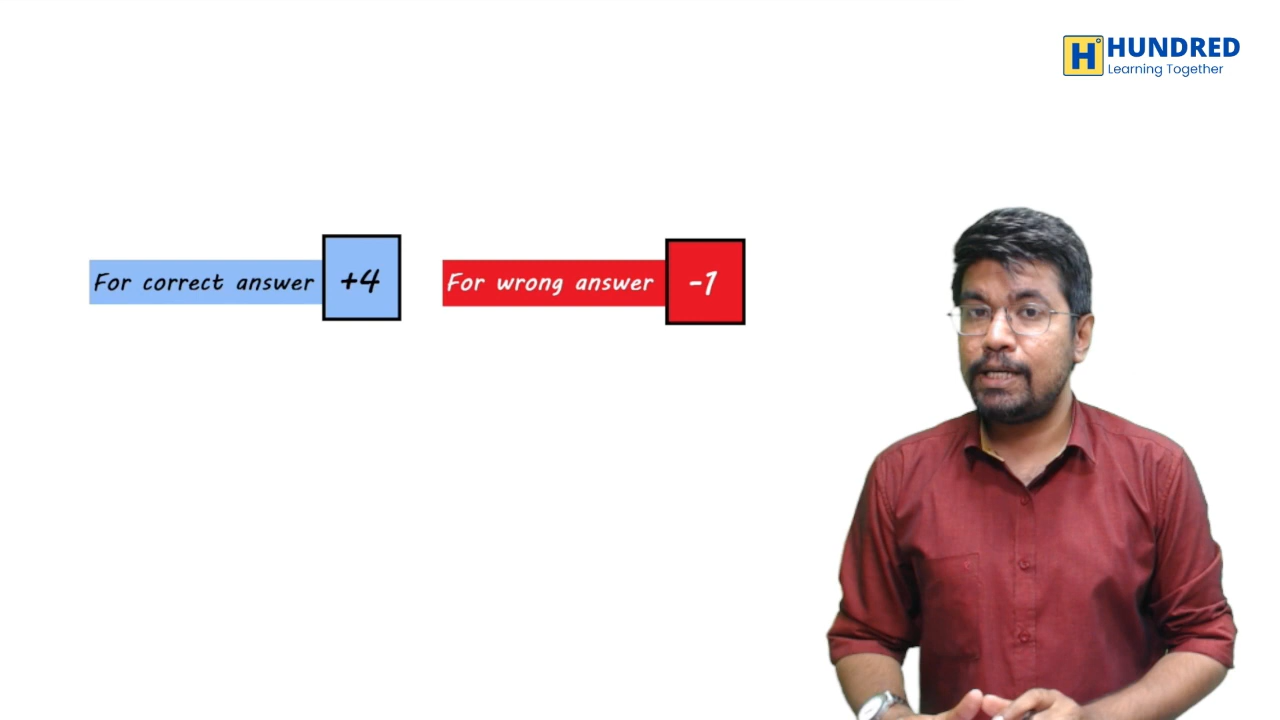 H HUNDRED
Learning Together
For correct answer +4
For wrong answer -1